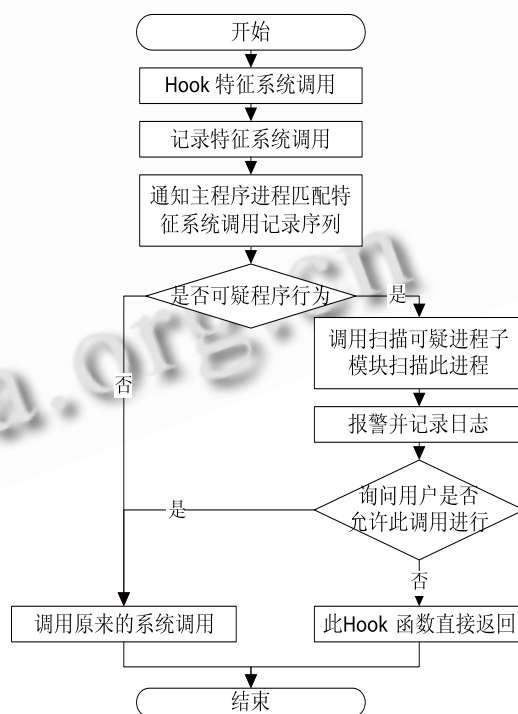 开始
Hook 特征系统调用
记录特征系统调用
通知主程序进程匹配特
征系统调用记录序列
是否可疑程序行为
是
调用扫描可疑进程子
模块扫描此进程
否
报警并记录日志
询问用户是否
允许此调用进行
是
否
调用原来的系统调用
此Hook 函数直接返回
结束
a.org.cn